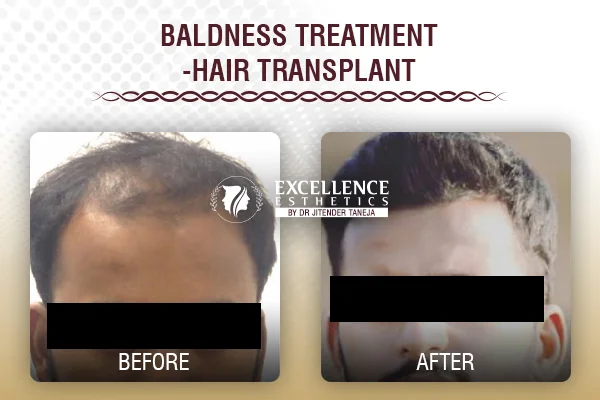 BALDNESS TREATMENT
-HAIR TRANSPLANT
EXCELLENCE
ESTHETICS
BY DR JITENDER TANEJA
BEFORE
AFTER